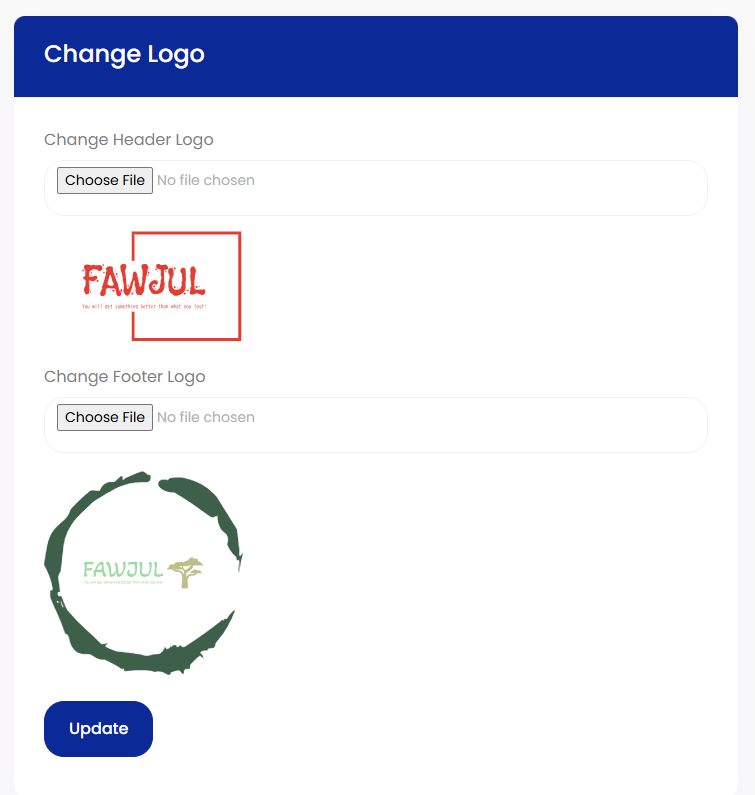 Change Logo
Change Header Logo
Choose File No file chosen
FAWJUL
You will get something better than what you lost!
Change Footer Logo
Choose File No file chosen
FAWJUL
Update